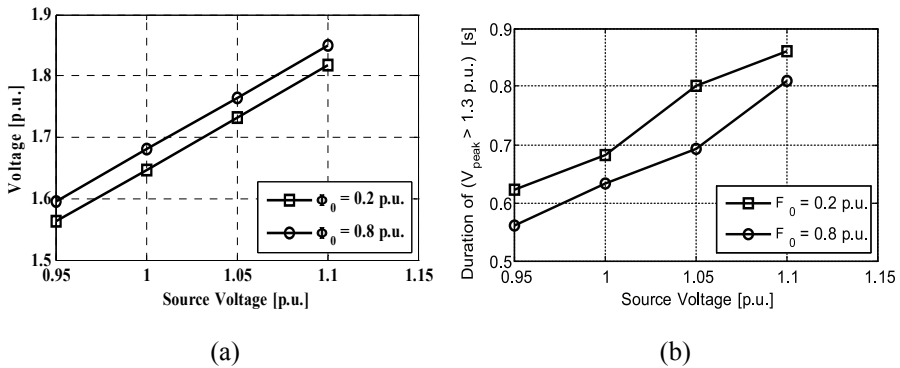 1.9
1.8
1.7
1.6
1.5
0.95
1
1.05
1.1
1.15
Voltage [p.u.]
Source Voltage [p.u.]
Φ0 = 0.2 p.u.
Φ0 = 0.8 p.u.
(a)
0.9
0.8
0.7
0.6
0.5
0.95
1
1.05
1.1
1.15
Duration of (Vpeak > 1.3 p.u.) [s]
Source Voltage [p.u.]
F 0 = 0.2 p.u.
F 0 = 0.8 p.u.
(b)